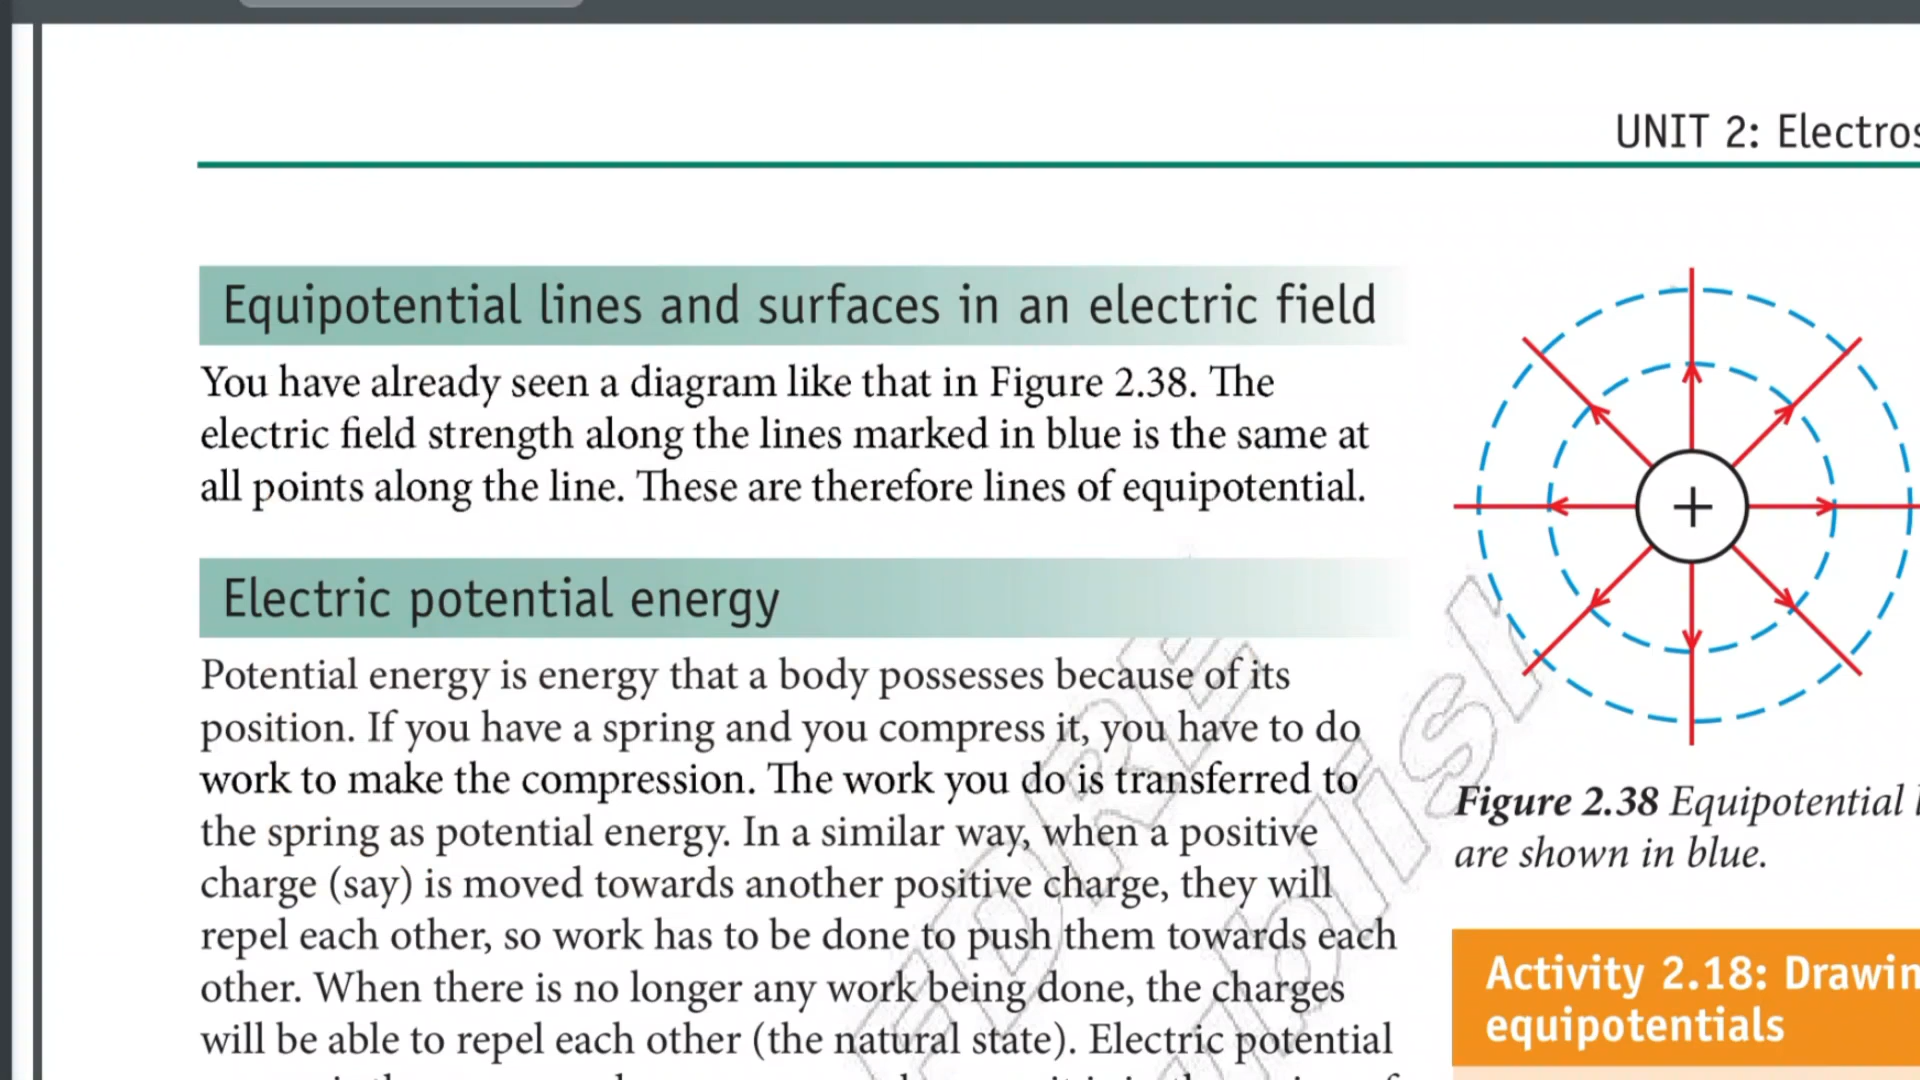 UNIT 2: Electros
Equipotential lines and surfaces in an electric field
You have already seen a diagram like that in Figure 2.38. The
electric field strength along the lines marked in blue is the same at
all points along the line. These are therefore lines of equipotential.
Electric potential energy
Potential energy is energy that a body possesses because of its
position. If you have a spring and you compress it, you have to do
work to make the compression. The work you do is transferred to
the spring as potential energy. In a similar way, when a positive
charge (say) is moved towards another positive charge, they will
repel each other, so work has to be done to push them towards each
other. When there is no longer any work being done, the charges
will be able to repel each other (the natural state). Electric potential
+
Figure 2.38 Equipotential l
are shown in blue.
Activity 2.18: Drawin
equipotentials
FDRE